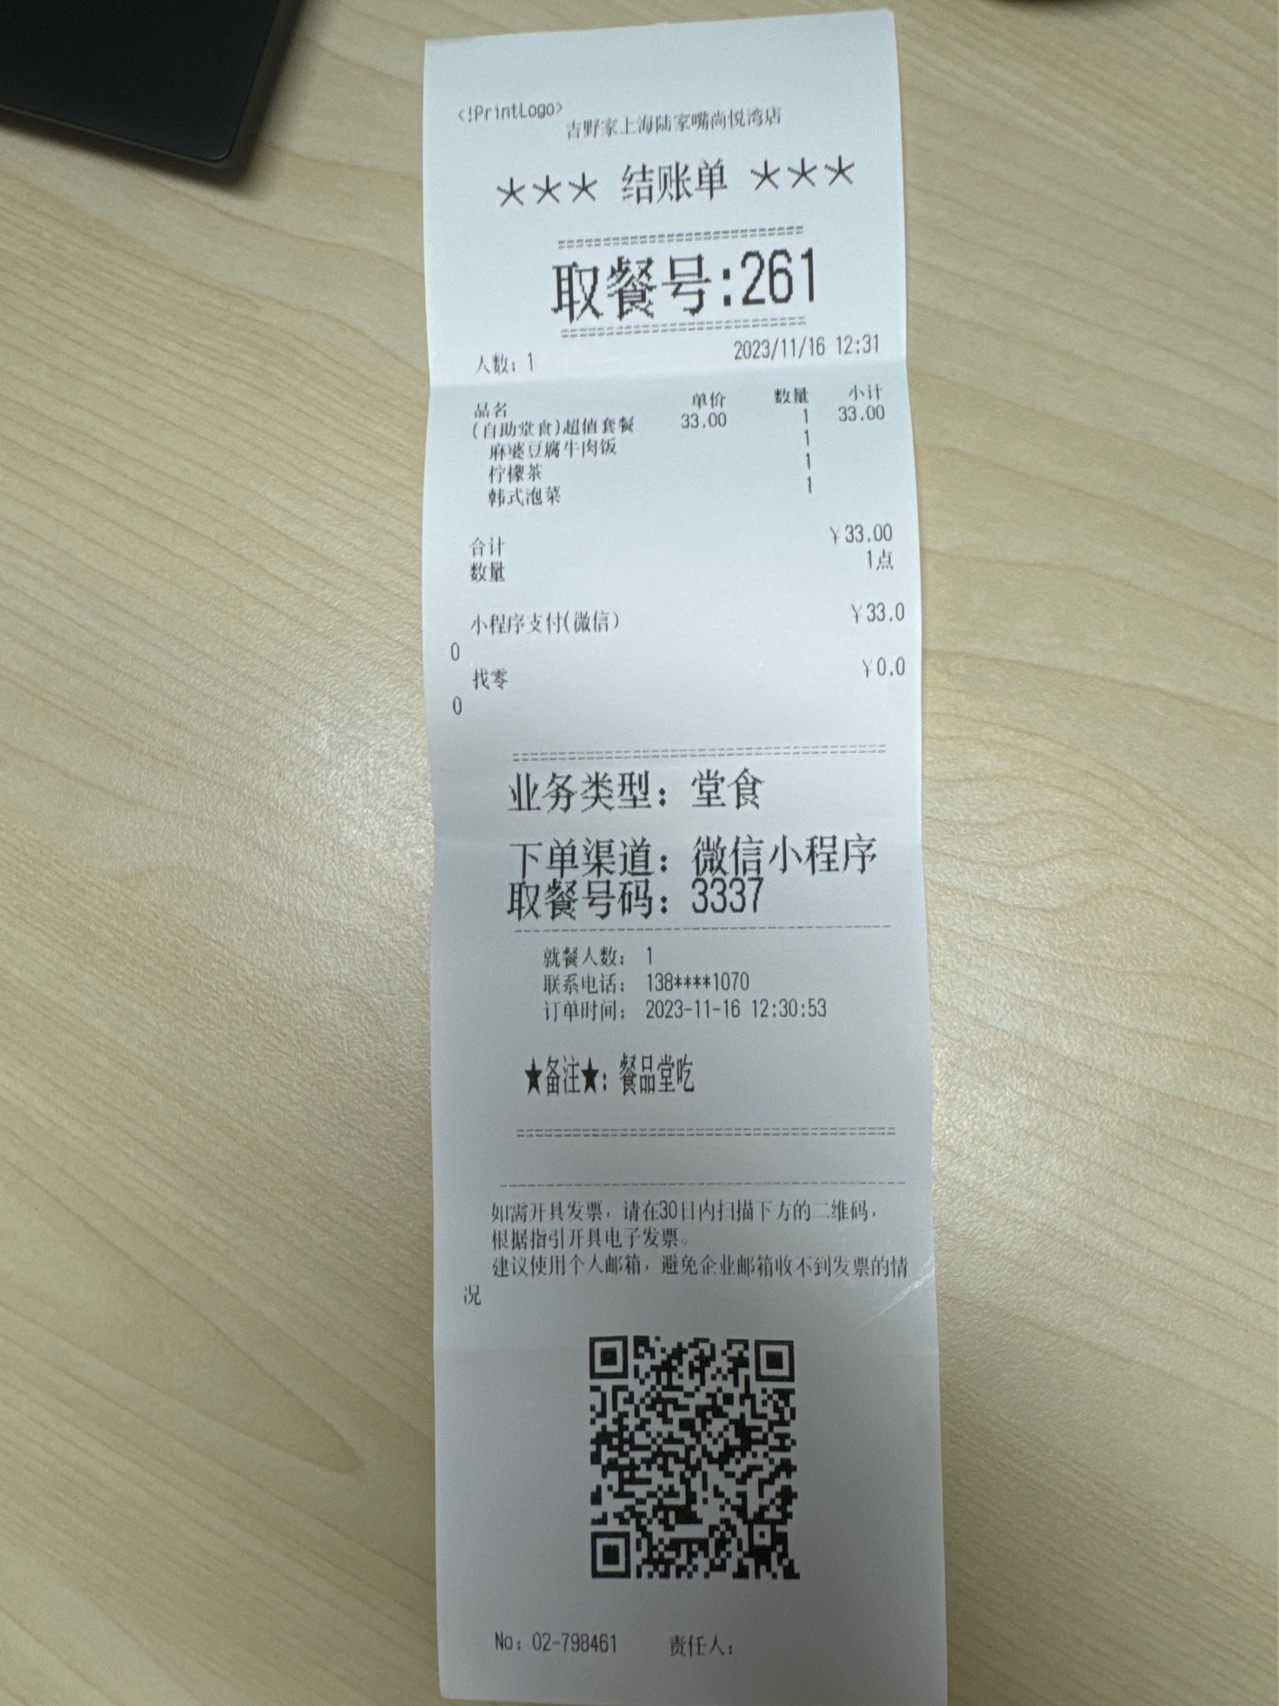 <!PrintLogo>
吉野家上海陆家嘴尚悦湾店
*** 结账单 ***
==========================
取餐号:261
==========================
人数: 1 2023/11/16 12:31
品名 单价 数量 小计
(自助堂食)超值套餐 33.00 1 33.00
麻婆豆腐牛肉饭 1
柠檬茶 1
韩式泡菜 1
合计 ¥33.00
数量 1点
小程序支付(微信) ¥33.0
0
找零 ¥0.0
0
========================================
业务类型: 堂食
下单渠道: 微信小程序
取餐号码: 3337
----------------------------------------
就餐人数: 1
联系电话: 138****1070
订单时间: 2023-11-16 12:30:53
★备注★: 餐品堂吃
========================================
----------------------------------------
如需开具发票, 请在30日内扫描下方的二维码,
根据指引开具电子发票。
建议使用个人邮箱, 避免企业邮箱收不到发票的情
况
No: 02-798461 责任人: